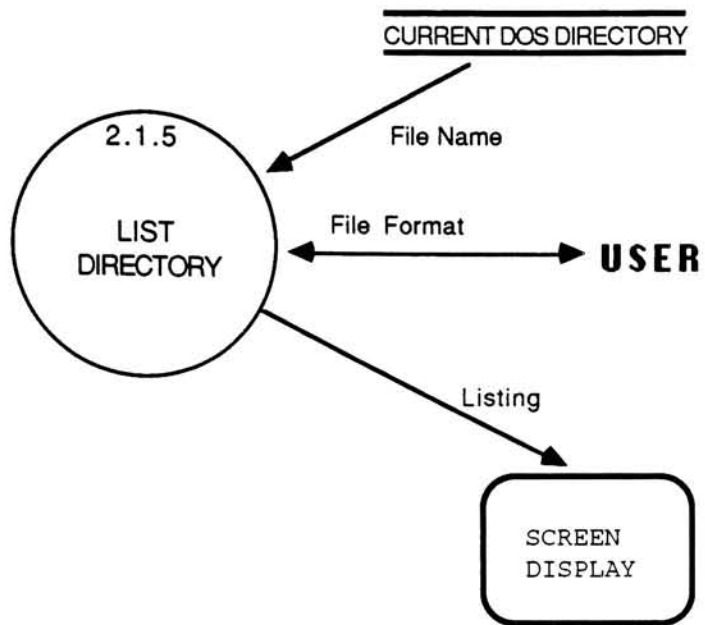 CURRENT DOS DIRECTORY
2.1.5
File Name
LIST
DIRECTORY
File Format
USER
Listing
SCREEN
DISPLAY